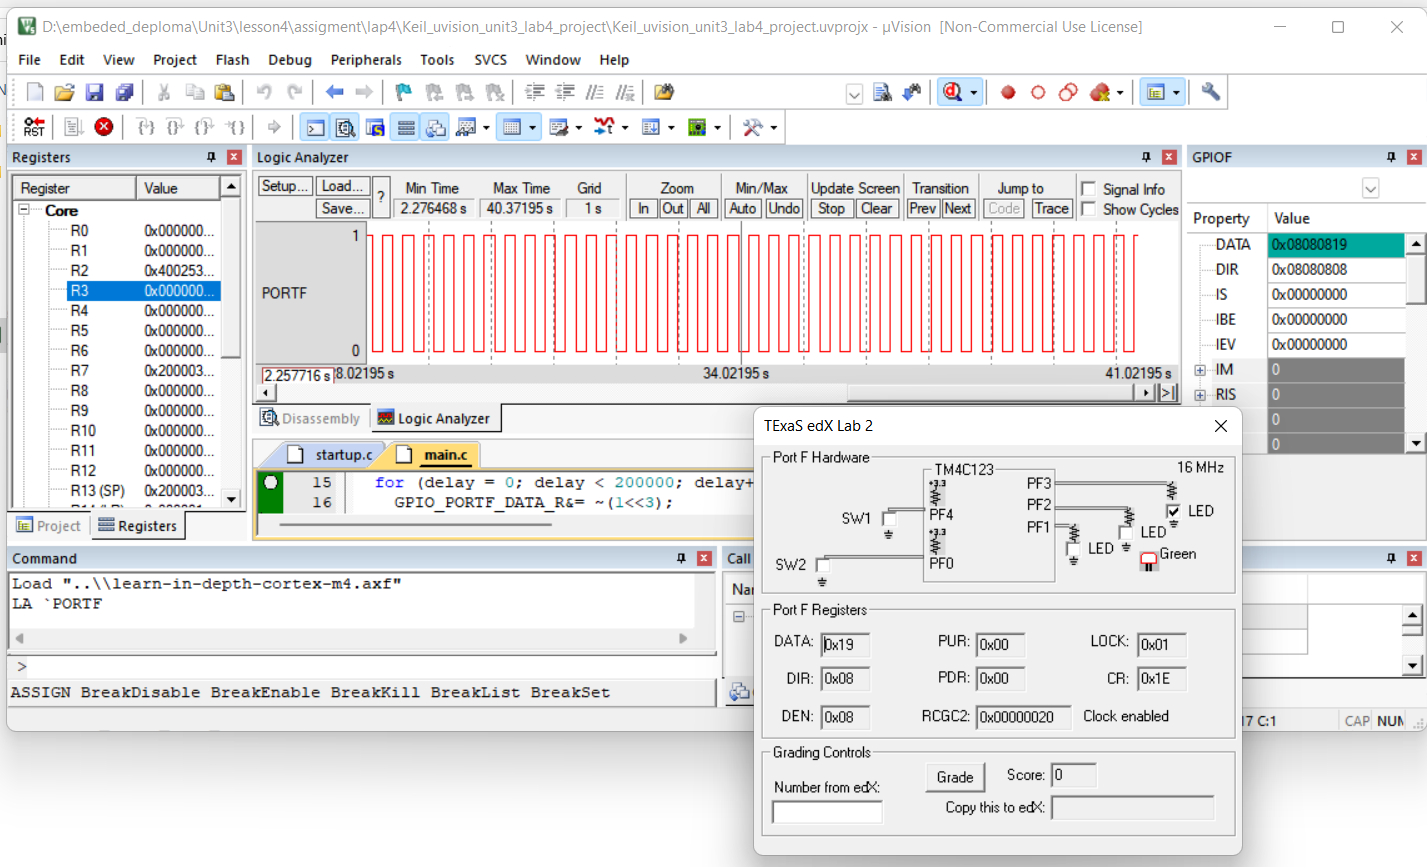 D:\embeded_deploma\Unit3\lesson4\assigment\lap4\Keil_uvision_unit3_lab4_project\Keil_uvision_unit3_lab4_project.uvprojx - µVision [Non-Commercial Use License]
File Edit View Project Flash Debug Peripherals Tools SVCS Window Help
RST
Registers
Register Value
Core
R0 0x000000...
R1 0x000000...
R2 0x400253...
R3 0x000000...
R4 0x000000...
R5 0x000000...
R6 0x000000...
R7 0x200003...
R8 0x000000...
R9 0x000000...
R10 0x000000...
R11 0x000000...
R12 0x000000...
R13 (SP) 0x200003...
Project Registers
Logic Analyzer
Setup... Load... ? Min Time Max Time Grid Zoom Min/Max Update Screen Transition Jump to Signal Info
Save... 2.276468 s 40.37195 s 1 s In Out All Auto Undo Stop Clear Prev Next Code Trace Show Cycles
1
PORTF
0
2.257716 s 8.02195 s 34.02195 s 41.02195 s
Disassembly Logic Analyzer
startup.c main.c
15 for (delay = 0; delay < 200000; delay+
16 GPIO_PORTF_DATA_R&= ~(1<<3);
GPIOF
Property Value
DATA 0x08080819
DIR 0x08080808
IS 0x00000000
IBE 0x00000000
IEV 0x00000000
IM 0
RIS 0
0
0
Command
Load "..\\learn-in-depth-cortex-m4.axf"
LA `PORTF
>
ASSIGN BreakDisable BreakEnable BreakKill BreakList BreakSet
Call
Nar
17 C:1 CAP NUM
TExaS edX Lab 2
Port F Hardware
TM4C123
16 MHz
+3.3
PF3
PF4
PF2
PF1
SW1
LED
LED
LED
+3.3
Green
SW2
PF0
Port F Registers
DATA: 0x19 PUR: 0x00 LOCK: 0x01
DIR: 0x08 PDR: 0x00 CR: 0x1E
DEN: 0x08 RCGC2: 0x00000020 Clock enabled
Grading Controls
Number from edX: Grade Score: 0
Copy this to edX: